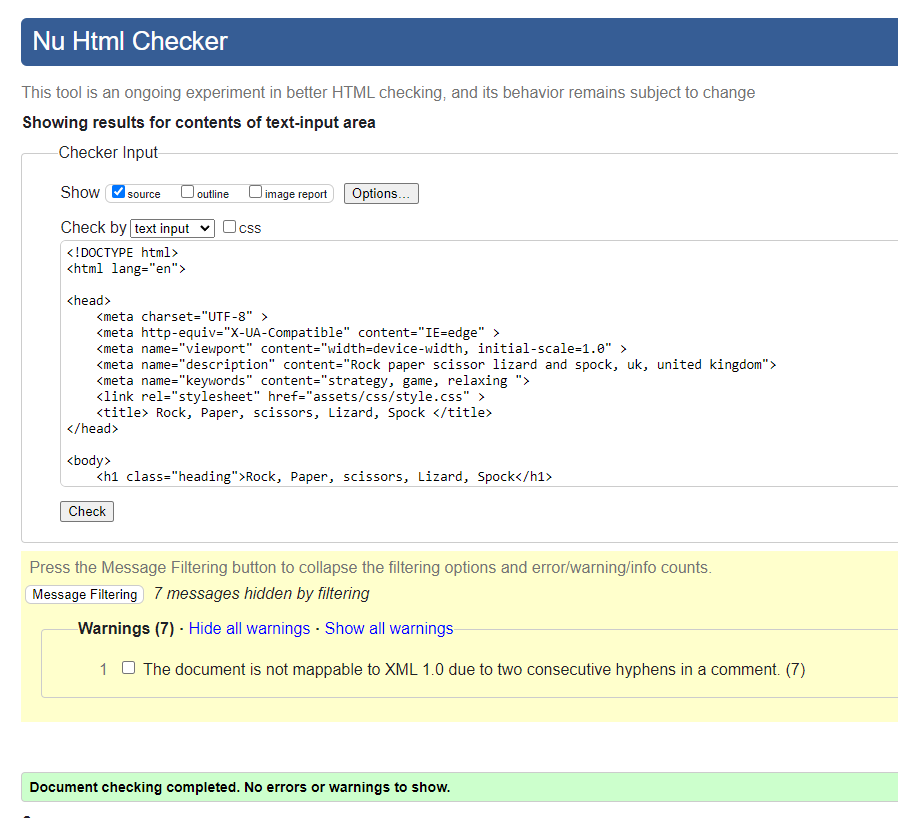 Nu Html Checker
This tool is an ongoing experiment in better HTML checking, and its behavior remains subject to change
Showing results for contents of text-input area
Checker Input
Show source outline image report Options...
Check by text input css
<!DOCTYPE html>
<html lang="en">
<head>
    <meta charset="UTF-8" >
    <meta http-equiv="X-UA-Compatible" content="IE=edge" >
    <meta name="viewport" content="width=device-width, initial-scale=1.0" >
    <meta name="description" content="Rock paper scissor lizard and spock, uk, united kingdom">
    <meta name="keywords" content="strategy, game, relaxing ">
    <link rel="stylesheet" href="assets/css/style.css" >
    <title> Rock, Paper, scissors, Lizard, Spock </title>
</head>
<body>
    <h1 class="heading">Rock, Paper, scissors, Lizard, Spock</h1>
Check
Press the Message Filtering button to collapse the filtering options and error/warning/info counts.
Message Filtering 7 messages hidden by filtering
Warnings (7) · Hide all warnings · Show all warnings
1 The document is not mappable to XML 1.0 due to two consecutive hyphens in a comment. (7)
Document checking completed. No errors or warnings to show.